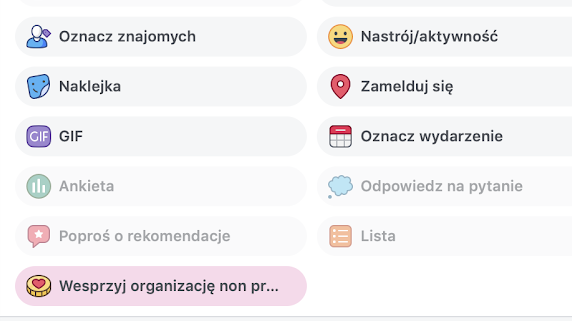 Oznacz znajomych
Nastrój/aktywność
Naklejka
Zamelduj się
GIF GIF
Oznacz wydarzenie
Ankieta
Odpowiedz na pytanie
Poproś o rekomendacje
Lista
Wesprzyj organizację non pr...